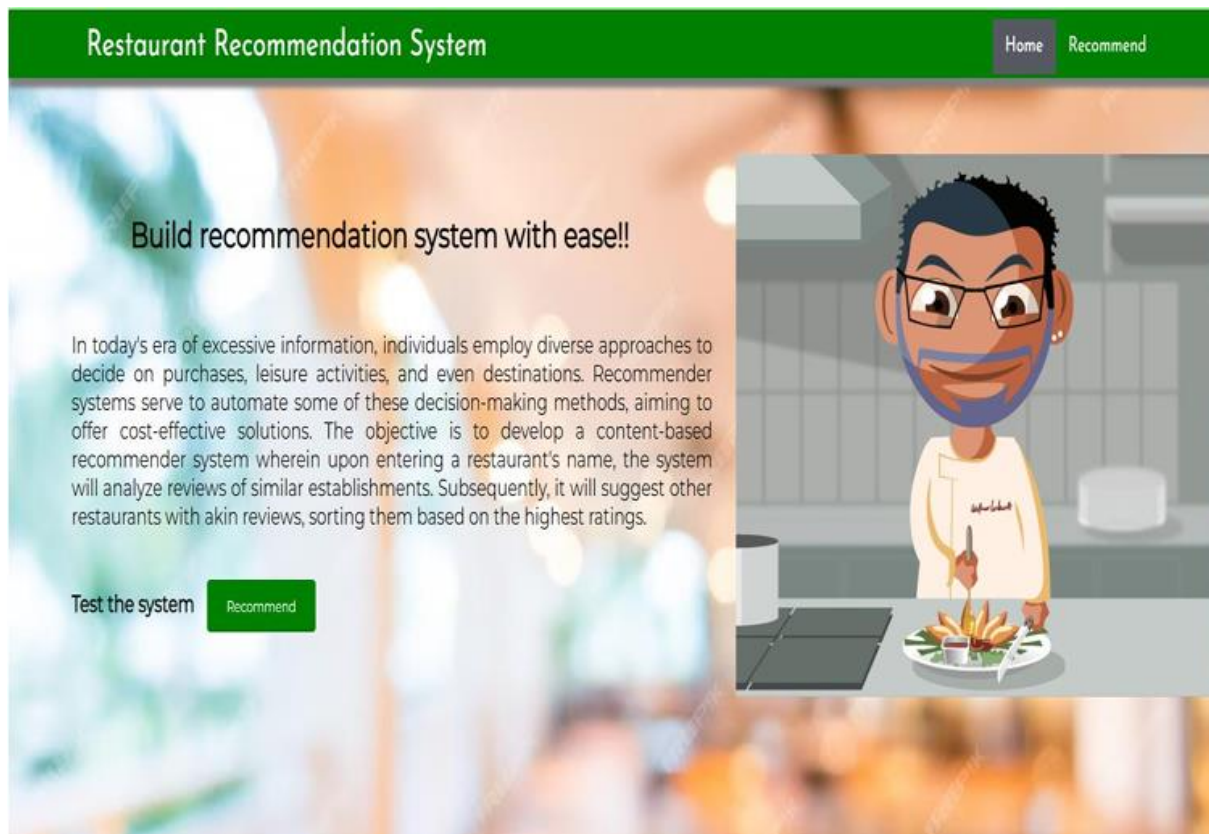 Restaurant Recommendation System
Home
Recommend
Build recommendation system with ease!!
In today's era of excessive information, individuals employ diverse approaches to
decide on purchases, leisure activities, and even destinations. Recommender
systems serve to automate some of these decision-making methods, aiming to
offer cost-effective solutions. The objective is to develop a content-based
recommender system wherein upon entering a restaurant's name, the system
will analyze reviews of similar establishments. Subsequently, it will suggest other
restaurants with akin reviews, sorting them based on the highest ratings.
Test the system
Recommend